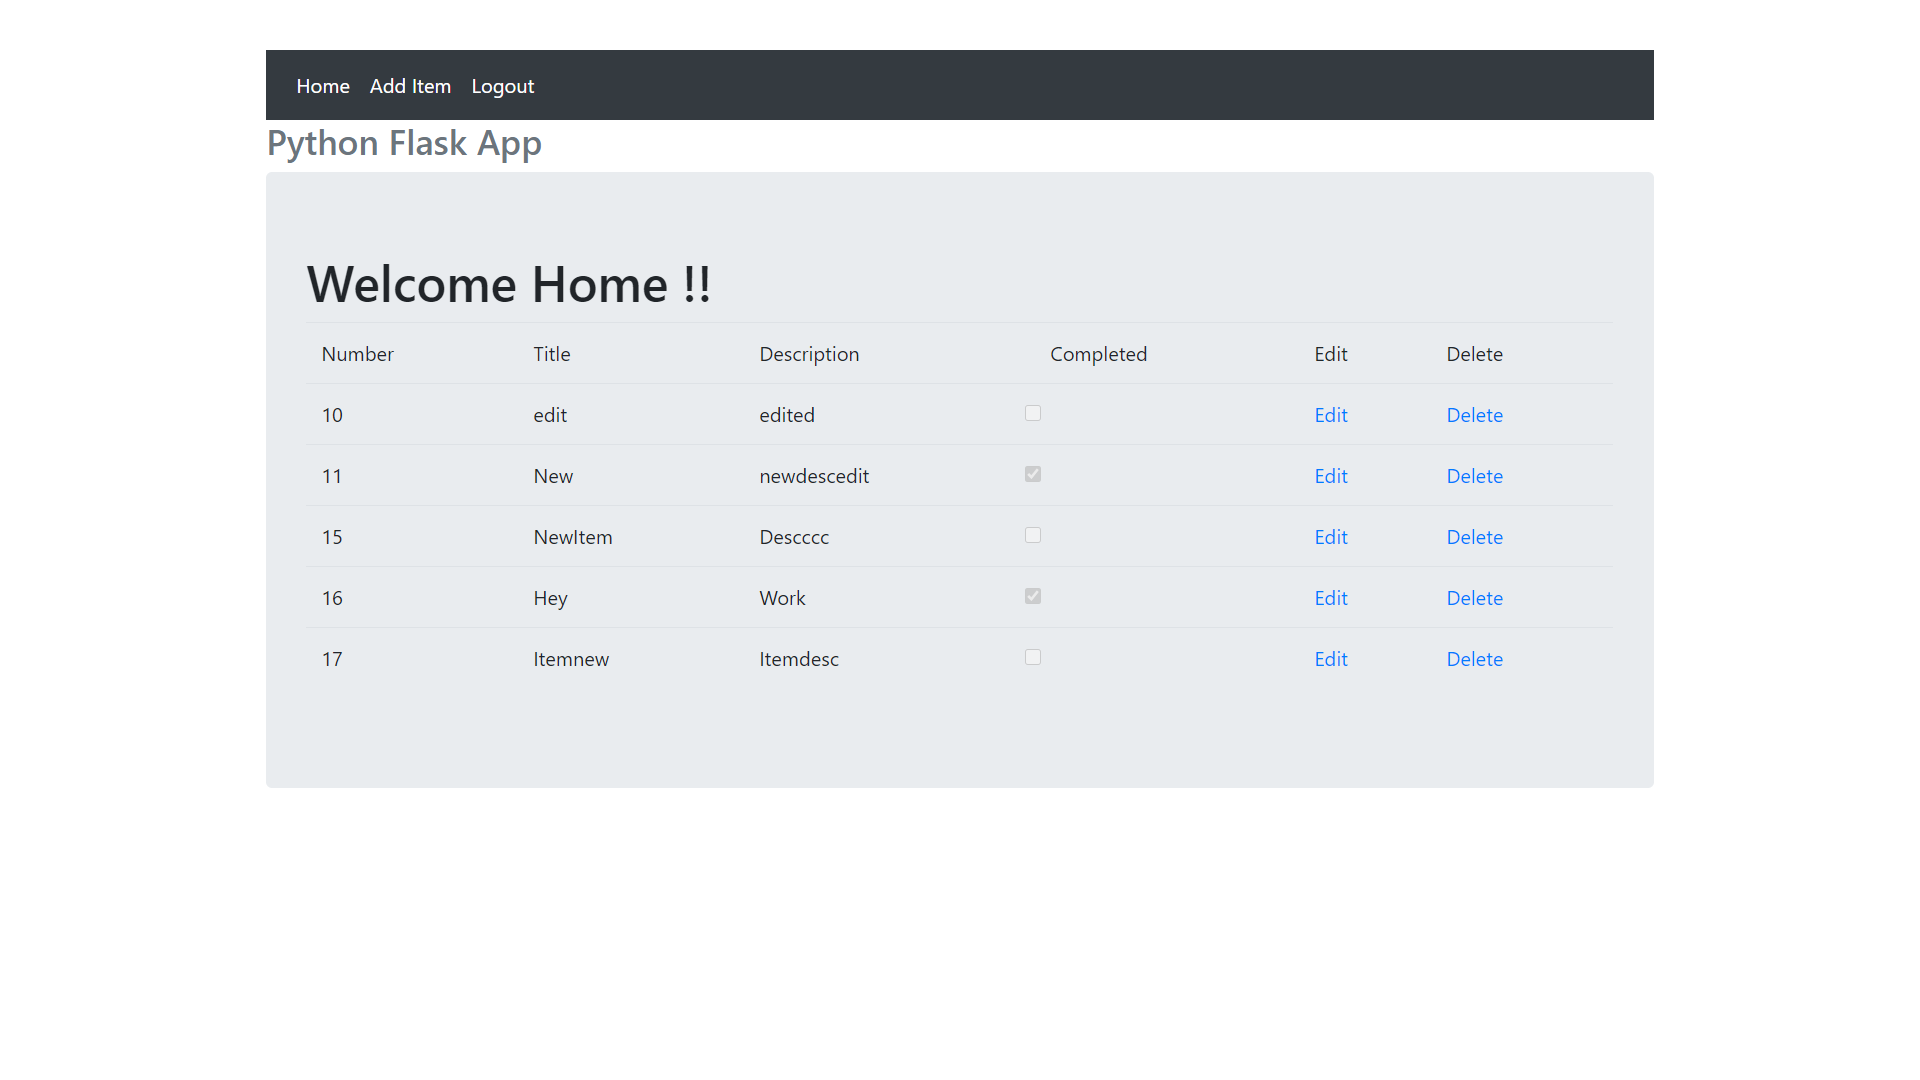 Home Add Item Logout
Python Flask App
Welcome Home !!
Number Title Description Completed Edit Delete
10 edit edited Edit Delete
11 New newdescedit Edit Delete
15 NewItem Descccc Edit Delete
16 Hey Work Edit Delete
17 Itemnew Itemdesc Edit Delete